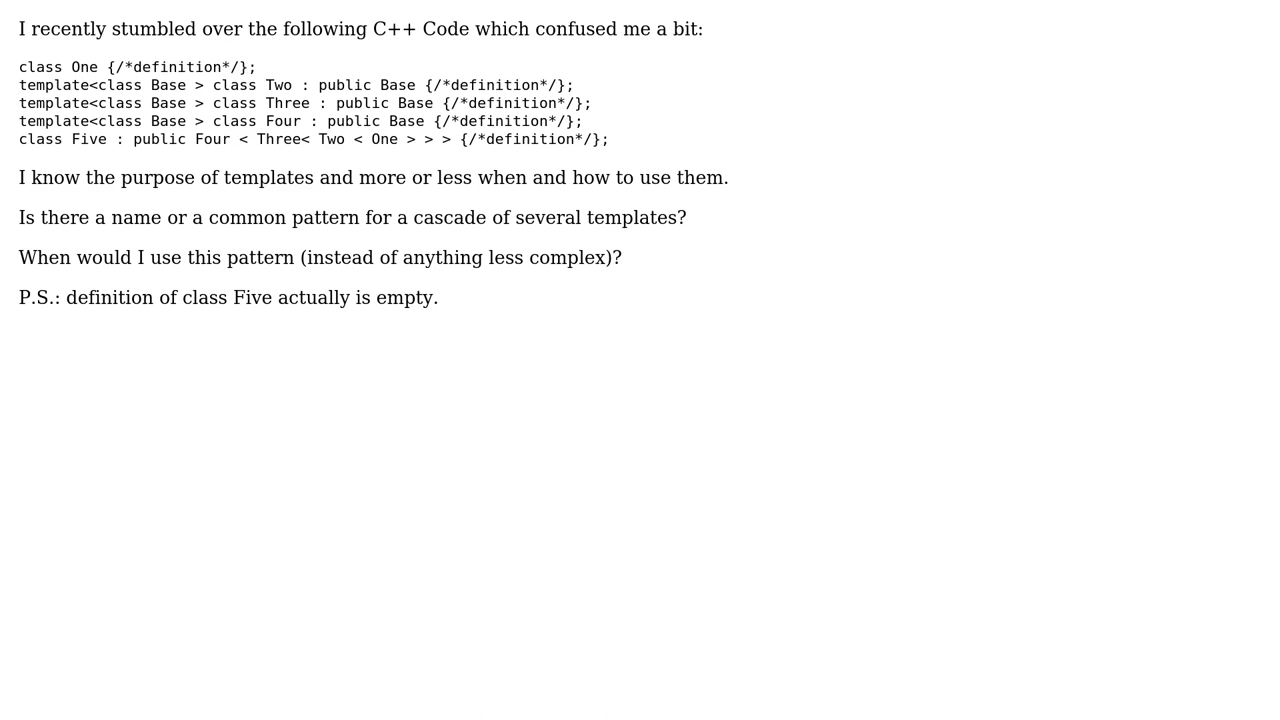 I recently stumbled over the following C++ Code which confused me a bit:
class One {/*definition*/};
template<class Base > class Two : public Base {/*definition*/};
template<class Base > class Three : public Base {/*definition*/};
template<class Base > class Four : public Base {/*definition*/};
class Five : public Four < Three< Two < One > > > {/*definition*/};
I know the purpose of templates and more or less when and how to use them.
Is there a name or a common pattern for a cascade of several templates?
When would I use this pattern (instead of anything less complex)?
P.S.: definition of class Five actually is empty.